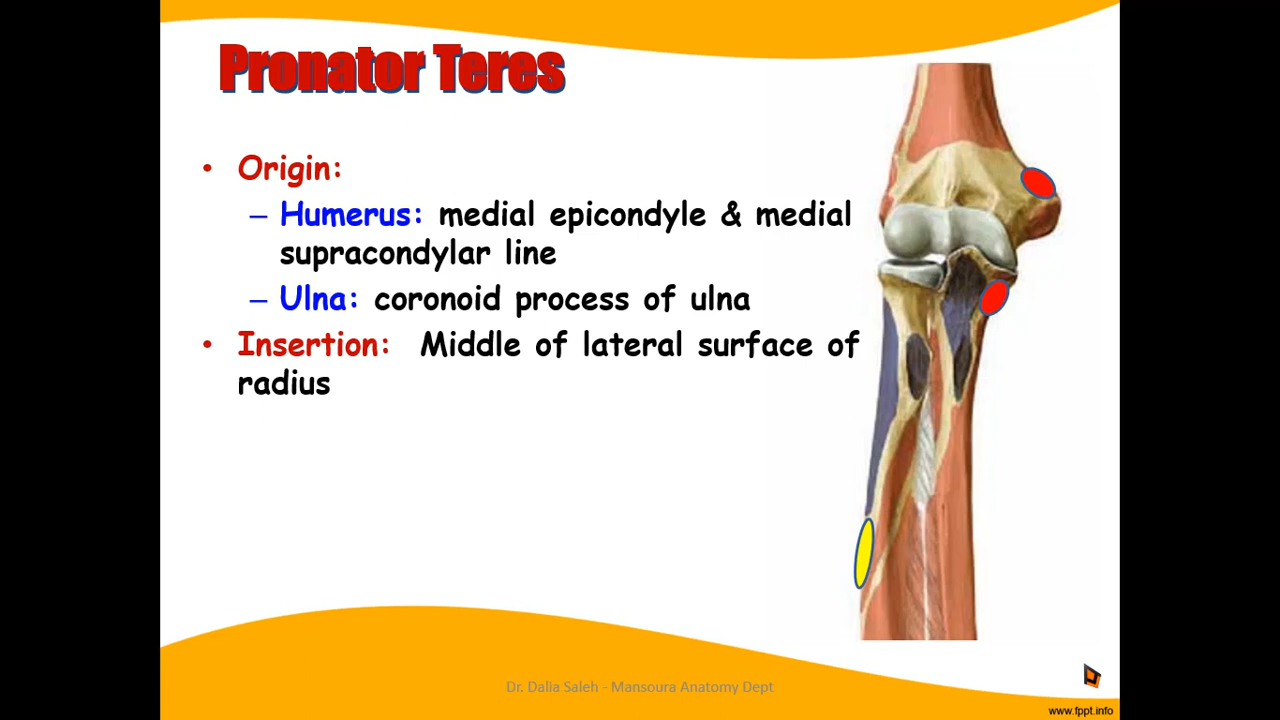 Pronator Teres
• Origin:
– Humerus: medial epicondyle & medial
supracondylar line
– Ulna: coronoid process of ulna
• Insertion: Middle of lateral surface of
radius
Dr. Dalia Saleh - Mansoura Anatomy Dept
www.fppt.info